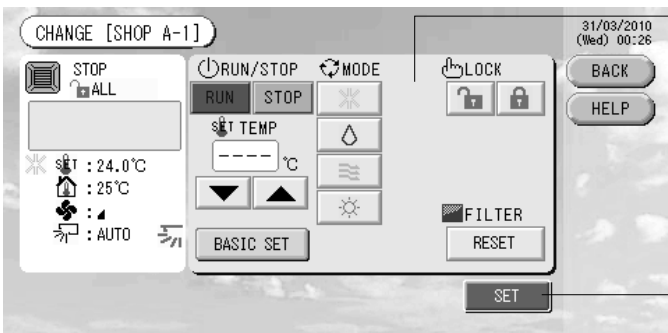 CHANGE [SHOP A-1]
31/03/2010
(Wed) 00:26
STOP
ALL
SET : 24.0℃
: 25℃
:
: AUTO
RUN/STOP
RUN STOP
SET TEMP
---- ℃
BASIC SET
MODE
LOCK
FILTER
RESET
BACK
HELP
SET